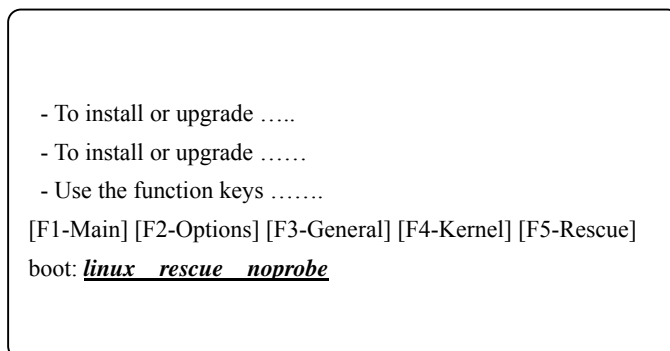 - To install or upgrade …..
- To install or upgrade ……
- Use the function keys …….
[F1-Main] [F2-Options] [F3-General] [F4-Kernel] [F5-Rescue]
boot: linux rescue noprobe